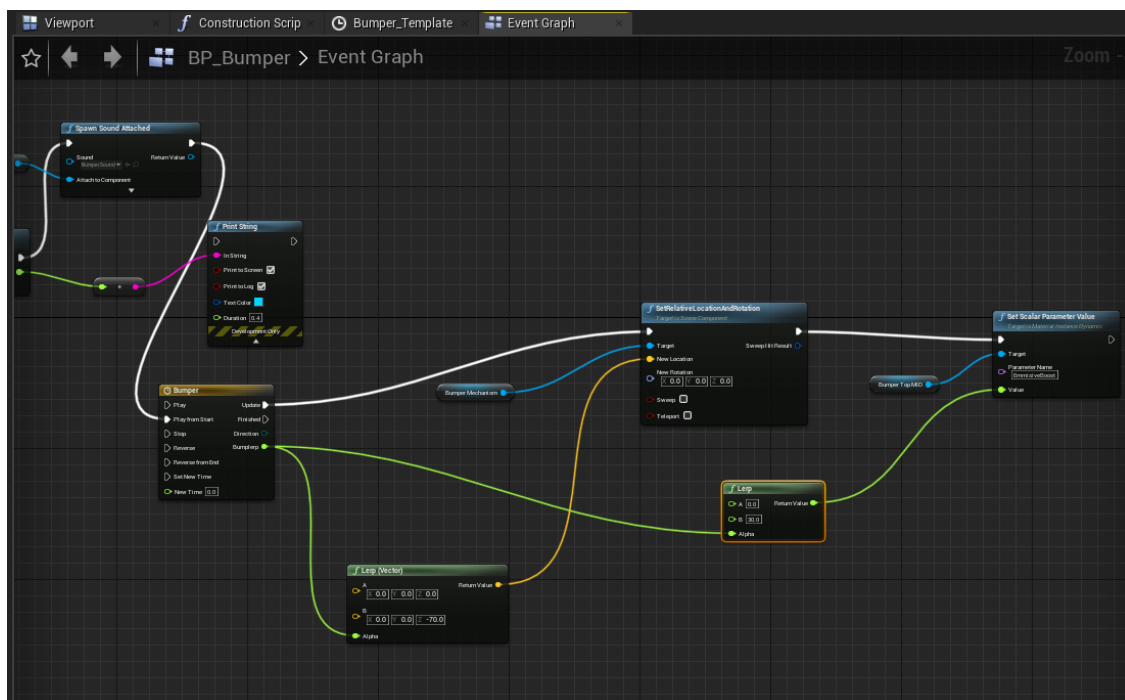 Viewport
Construction Scrip
Bumper_Template
Event Graph
BP_Bumper > Event Graph
Zoom -
Spawn Sound Attached
Sound
Return Value
BumperSound
Attach to Component
Print String
In String
Print to Screen
Print to Log
Text Color
Duration 0.4
Development Only
SetRelativeLocationAndRotation
Target is Scene Component
Target
Sweep Hit Result
New Location
New Rotation
X 0.0 Y 0.0 Z 0.0
Sweep
Teleport
Set Scalar Parameter Value
Target is Material Instance Dynamic
Target
Parameter Name
EmmisiveBoost
Value
Bumper Mechanism
Bumper Top MID
Bumper
Play
Update
Play from Start
Finished
Stop
Direction
Reverse
Bumplerp
Reverse from End
Set New Time
New Time 0.0
Lerp
A 0.0
Return Value
B 30.0
Alpha
Lerp (Vector)
A
Return Value
X 0.0 Y 0.0 Z 0.0
B
X 0.0 Y 0.0 Z -70.0
Alpha